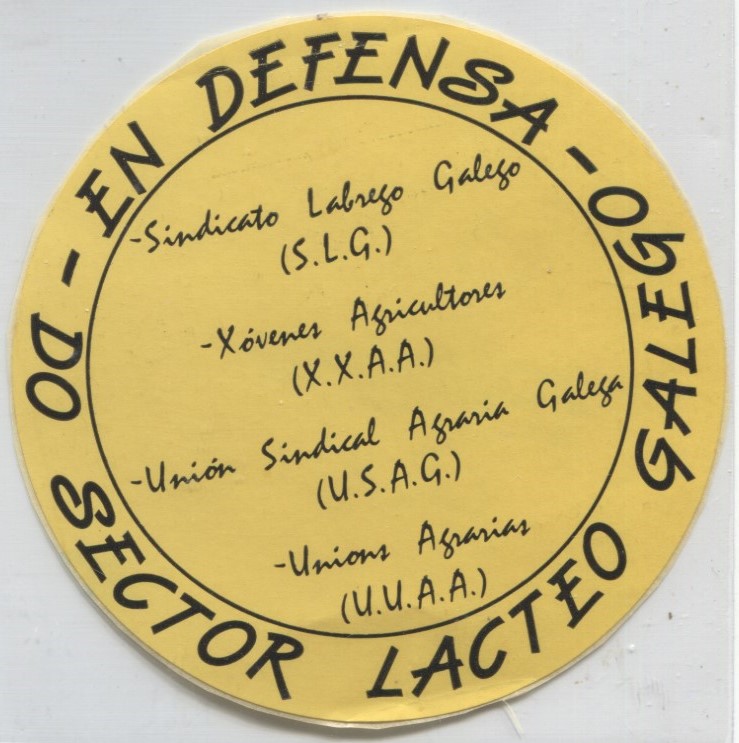 - EN DEFENSA -
DO SECTOR LACTEO GALEGO
-Sindicato Labrego Galego
(S.L.G.)
-Xóvenes Agricultores
(X.X.A.A.)
-Unión Sindical Agraria Galega
(U.S.A.G.)
-Unions Agrarias
(U.U.A.A.)